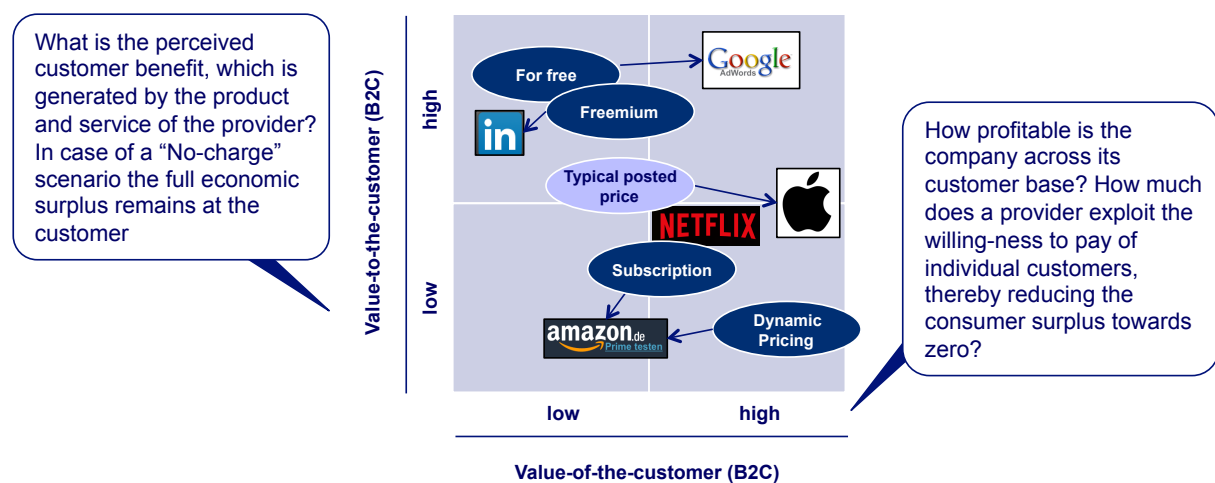 What is the perceived
customer benefit, which is
generated by the product
and service of the provider?
In case of a “No-charge”
scenario the full economic
surplus remains at the
customer
Value-to-the-customer (B2C)
high
low
For free
Google
AdWords
Freemium
in
Typical posted
price
NETFLIX
Subscription
amazon.de
Prime testen
Dynamic
Pricing
low
high
Value-of-the-customer (B2C)
How profitable is the
company across its
customer base? How much
does a provider exploit the
willing-ness to pay of
individual customers,
thereby reducing the
consumer surplus towards
zero?